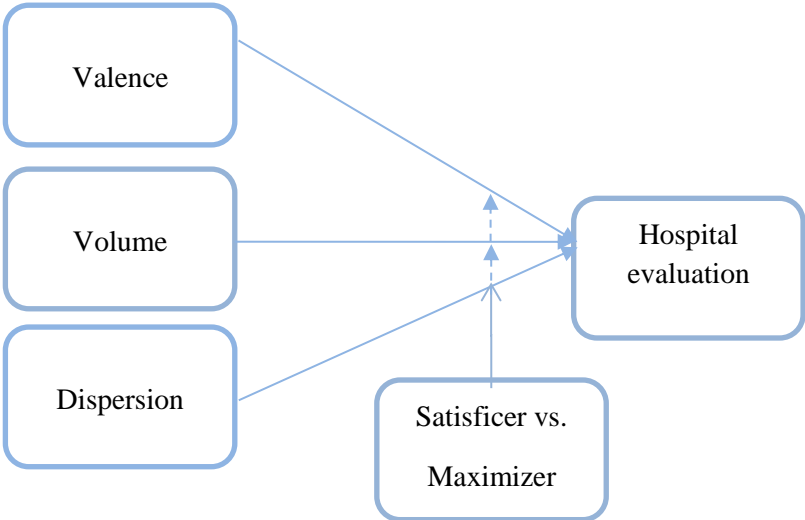 Valence
Volume
Dispersion
Hospital
evaluation
Satisficer vs.
Maximizer